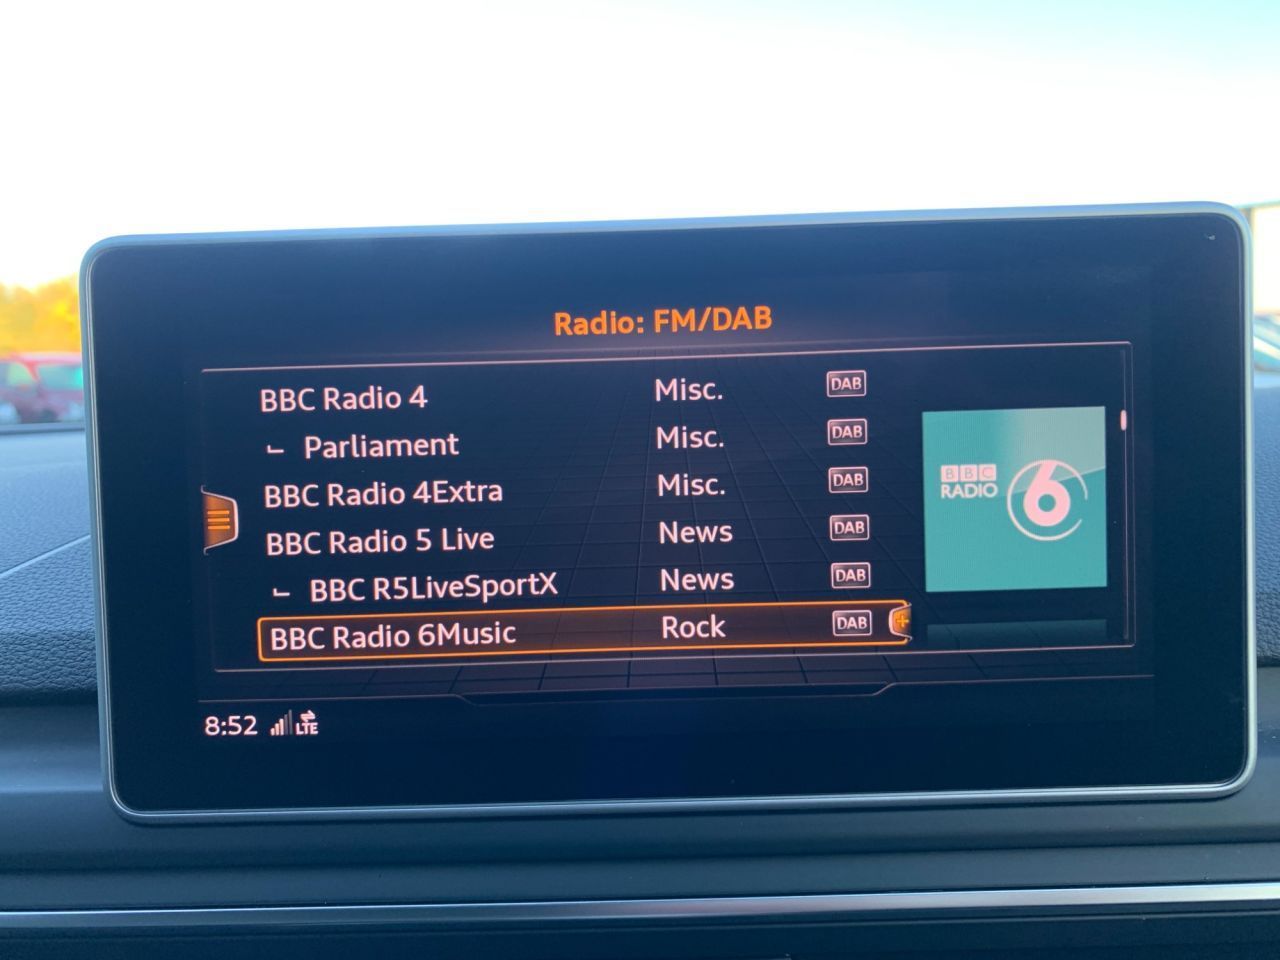 Radio: FM/DAB
BBC Radio 4 Misc. DAB
Parliament Misc. DAB
BBC Radio 4Extra Misc. DAB
BBC Radio 5 Live News DAB
BBC R5LiveSportX News DAB
BBC Radio 6Music Rock DAB
BBC
RADIO 6
8:52 LTE